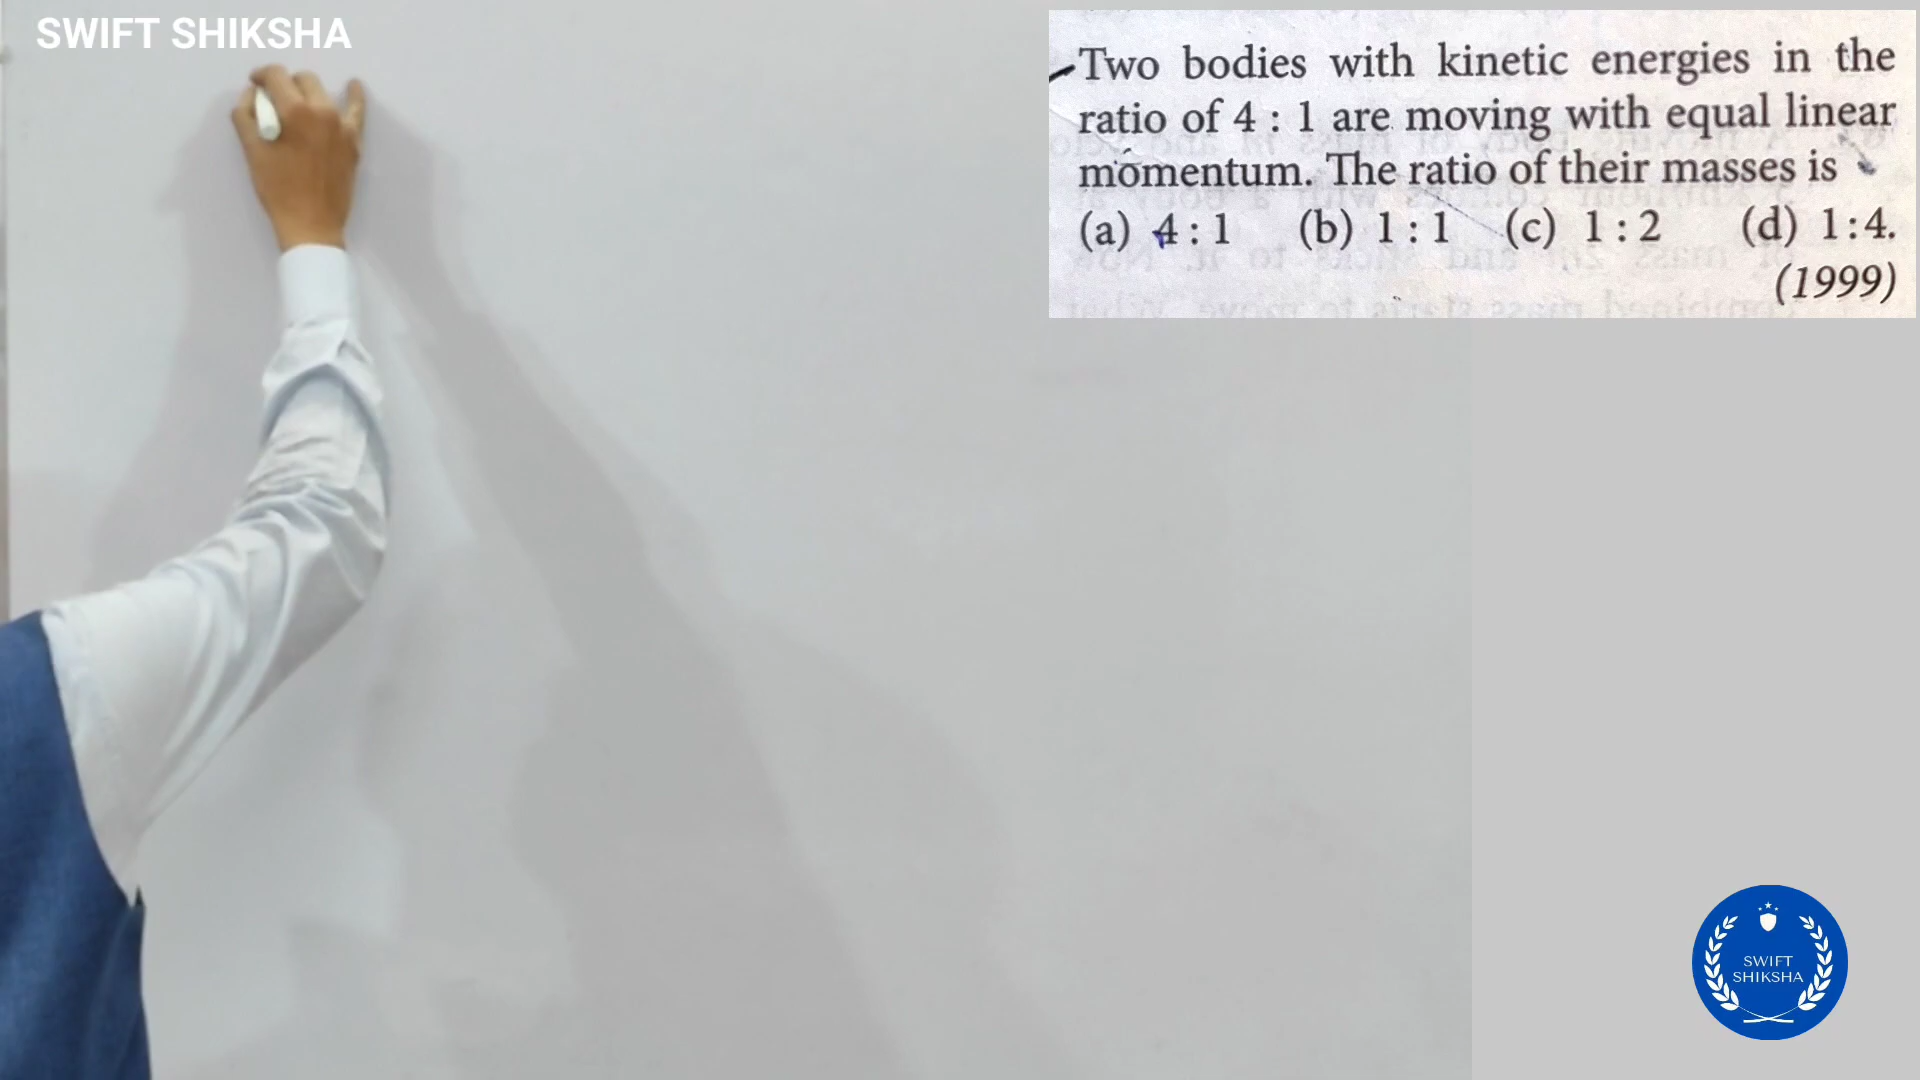 SWIFT SHIKSHA
Two bodies with kinetic energies in the
ratio of 4 : 1 are moving with equal linear
momentum. The ratio of their masses is
(a) 4 : 1 (b) 1 : 1 (c) 1 : 2 (d) 1 : 4.
(1999)
SWIFT
SHIKSHA